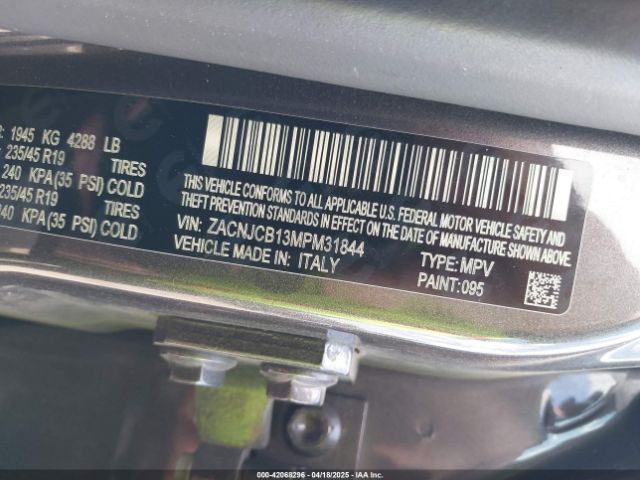 1945 KG 4288 LB
235/45 R19 TIRES
240 KPA(35 PSI) COLD
235/45 R19 TIRES
240 KPA(35 PSI) COLD
THIS VEHICLE CONFORMS TO ALL APPLICABLE U.S. FEDERAL MOTOR VEHICLE SAFETY, BUMPER AND
THEFT PREVENTION STANDARDS IN EFFECT ON THE DATE OF MANUFACTURE SHOWN ABOVE.
VIN: ZACNJCB13MPM31844 TYPE: MPV
VEHICLE MADE IN: ITALY PAINT: 095
000-42068296 - 04/18/2025 - IAA Inc.